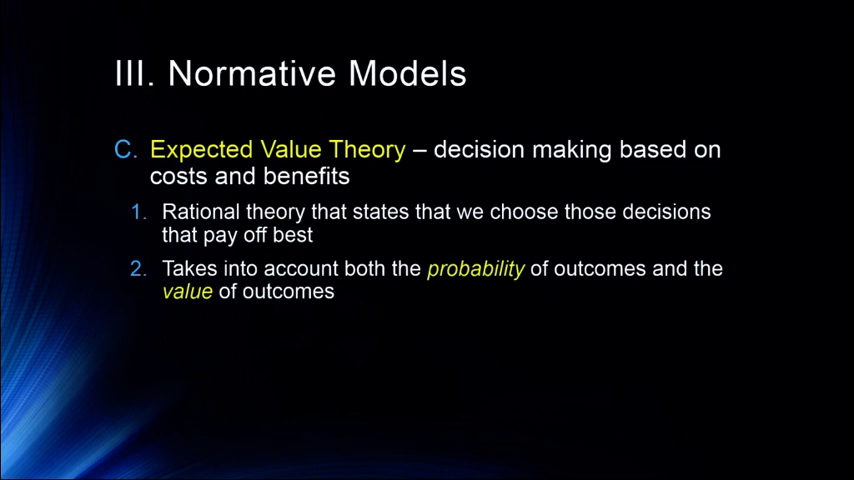 III. Normative Models
C. Expected Value Theory – decision making based on
costs and benefits
1. Rational theory that states that we choose those decisions
that pay off best
2. Takes into account both the probability of outcomes and the
value of outcomes